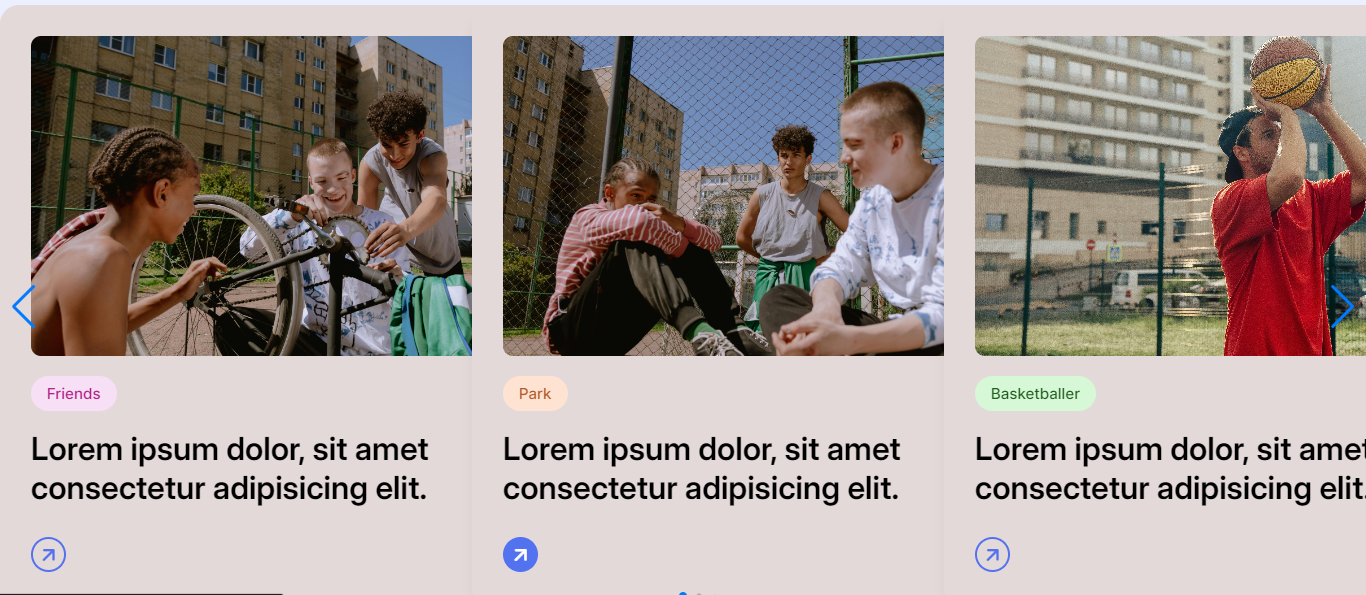 Friends
Lorem ipsum dolor, sit amet
consectetur adipisicing elit.
Park
Lorem ipsum dolor, sit amet
consectetur adipisicing elit.
Basketballer
Lorem ipsum dolor, sit amet
consectetur adipisicing elit.